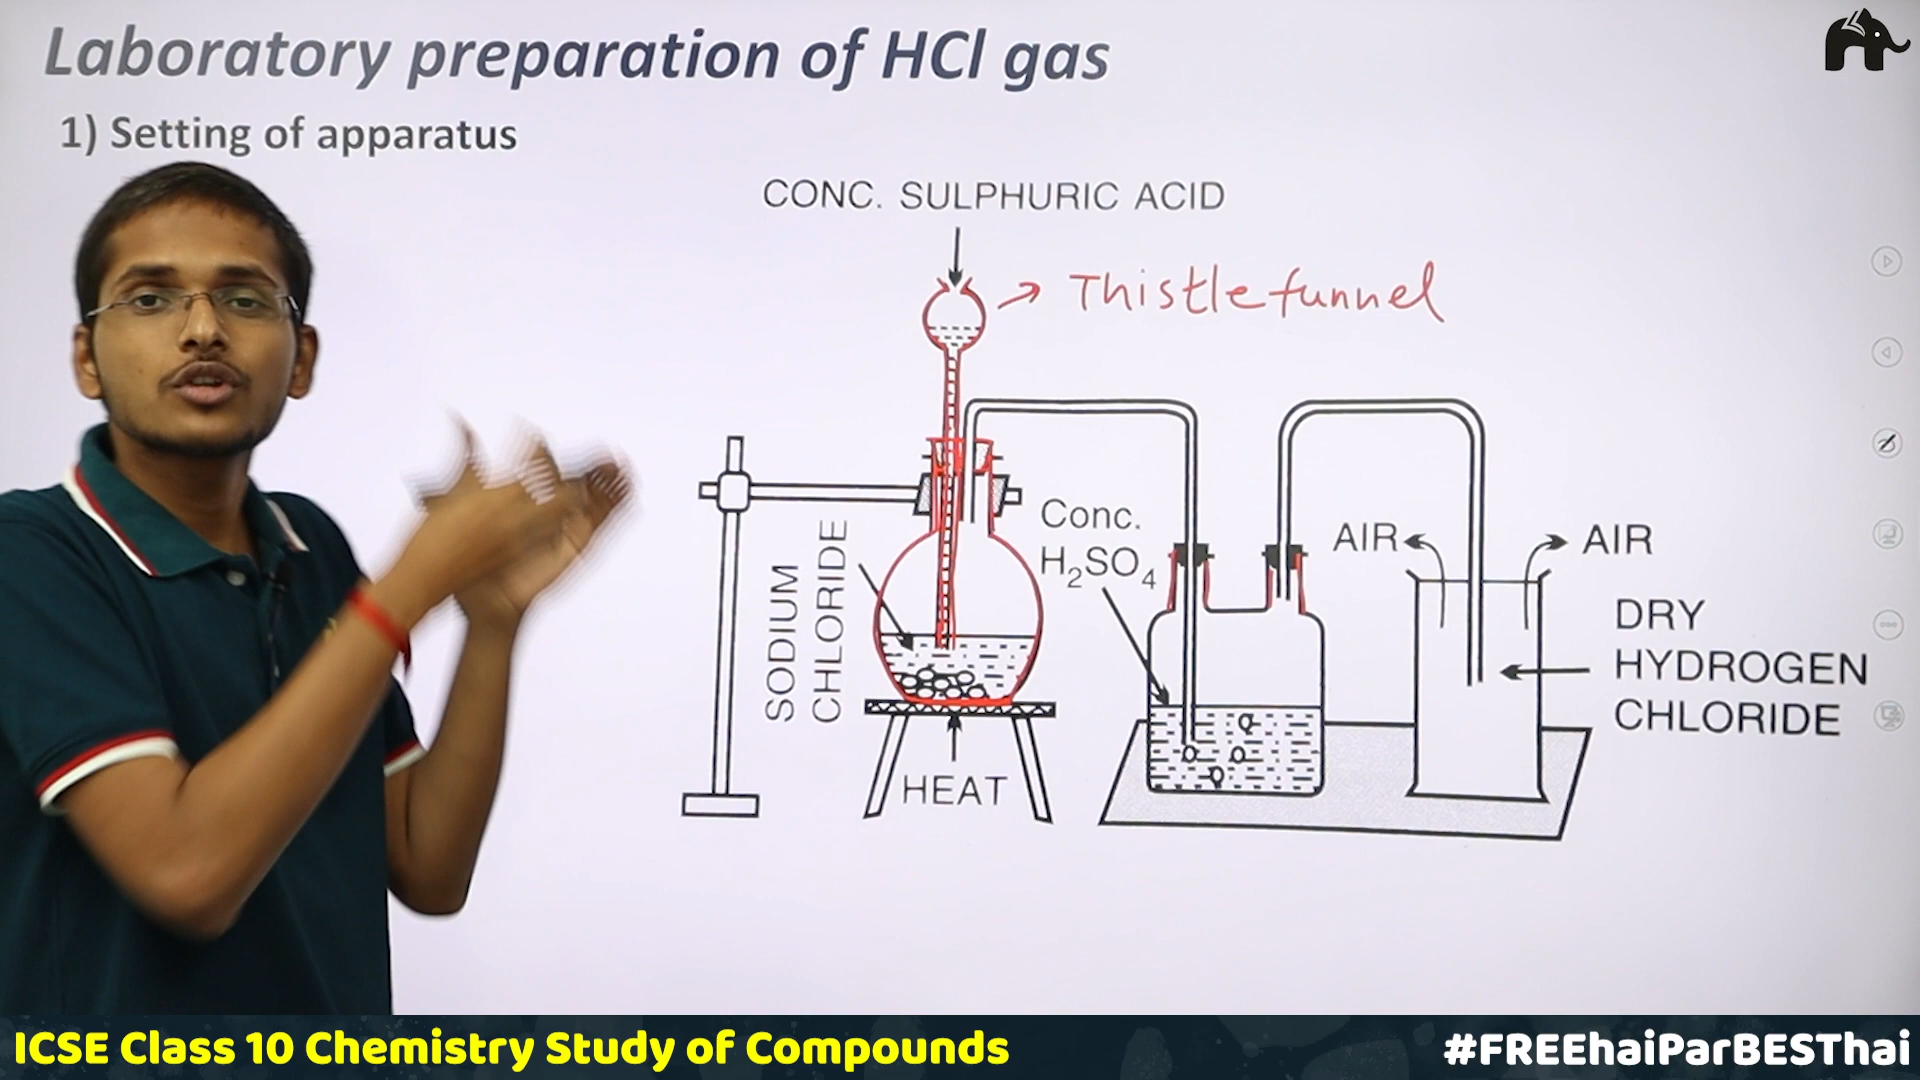 Laboratory preparation of HCl gas
1) Setting of apparatus
CONC. SULPHURIC ACID
Thistle funnel
SODIUM
CHLORIDE
Conc.
H₂SO₄
AIR
AIR
DRY
HYDROGEN
CHLORIDE
HEAT
ICSE Class 10 Chemistry Study of Compounds
#FREEhaiParBESThai